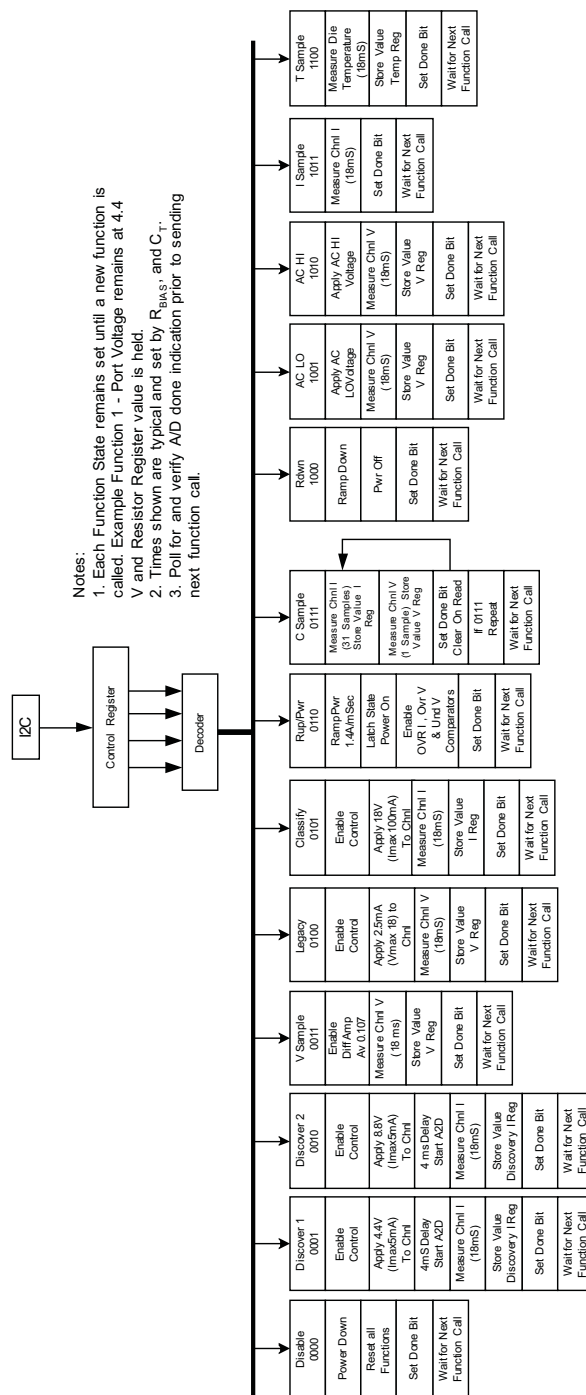 I2C
Control Register
Decoder
Notes:
1. Each Function State remains set until a new function is
called. Example Function 1 - Port Voltage remains at 4.4
V and Resistor Register value is held.
2. Times shown are typical and set by RBIAS, and CT.
3. Poll for and verify A/D done indication prior to sending
next function call.
Disable
0000
Power Down
Reset all
Functions
Set Done Bit
Wait for Next
Function Call
Discover 1
0001
Enable
Control
Apply 4.4V
(Imax5mA)
To Chnl
4mS Delay
Start A2D
Measure Chnl I
(18mS)
Store Value
Discovery I Reg
Set Done Bit
Wait for Next
Function Call
Discover 2
0010
Enable
Control
Apply 8.8V
(Imax5mA)
To Chnl
4 ms Delay
Start A2D
Measure Chnl I
(18mS)
Store Value
Discovery I Reg
Set Done Bit
Wait for Next
Function Call
V Sample
0011
Enable
Diff Amp
Av 0.107
Measure Chnl V
(18 ms)
Store Value
V Reg
Set Done Bit
Wait for Next
Function Call
Legacy
0100
Enable
Control
Apply 2.5mA
(Vmax 18) to
Chnl
Measure Chnl V
(18mS)
Store Value
V Reg
Set Done Bit
Wait for Next
Function Call
Classify
0101
Enable
Control
Apply 18V
(Imax 100mA)
To Chnl
Measure Chnl I
(18mS)
Store Value
I Reg
Set Done Bit
Wait for Next
Function Call
Rup/Pwr
0110
Ramp Pwr
1.4A/mSec
Latch State
Power On
Enable
OVR I , Ovr V
& Und V
Comparators
Set Done Bit
Wait for Next
Function Call
C Sample
0111
Measure Chnl I
(31 Samples)
Store Value I
Reg
Measure Chnl V
(1 Sample) Store
Value V Reg
Set Done Bit
Clear On Read
If 0111
Repeat
Wait for Next
Function Call
Rdwn
1000
Ramp Down
Pwr Off
Set Done Bit
Wait for Next
Function Call
AC LO
1001
Apply AC
LOVoltage
Measure Chnl V
(18mS)
Store Value
V Reg
Set Done Bit
Wait for Next
Function Call
AC HI
1010
Apply AC HI
Voltage
Measure Chnl V
(18mS)
Store Value
V Reg
Set Done Bit
Wait for Next
Function Call
I Sample
1011
Measure Chnl I
(18mS)
Set Done Bit
Wait for Next
Function Call
T Sample
1100
Measure Die
Temperature
(18mS)
Store Value
Temp Reg
Set Done Bit
Wait for Next
Function Call